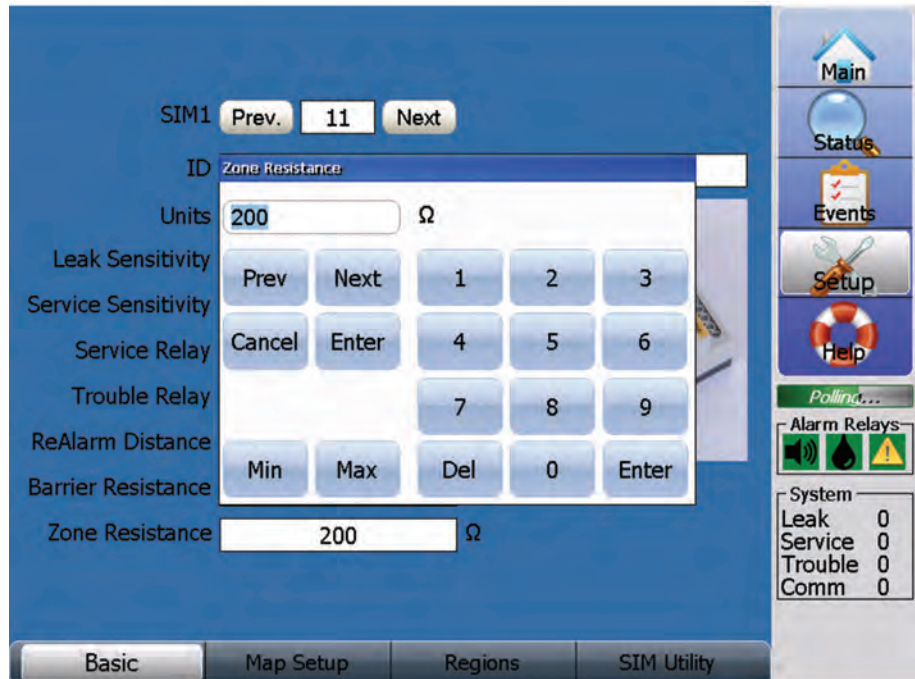 SIM1 Prev. 11 Next
ID
Zone Resistance
Units 200 Ω
Leak Sensitivity
Service Sensitivity
Service Relay
Trouble Relay
ReAlarm Distance
Barrier Resistance
Prev Next 1 2 3
Cancel Enter 4 5 6
7 8 9
Min Max Del 0 Enter
Zone Resistance 200 Ω
Basic Map Setup Regions SIM Utility
Main
Status
Events
Setup
Help
Polling...
Alarm Relays
System
Leak 0
Service 0
Trouble 0
Comm 0